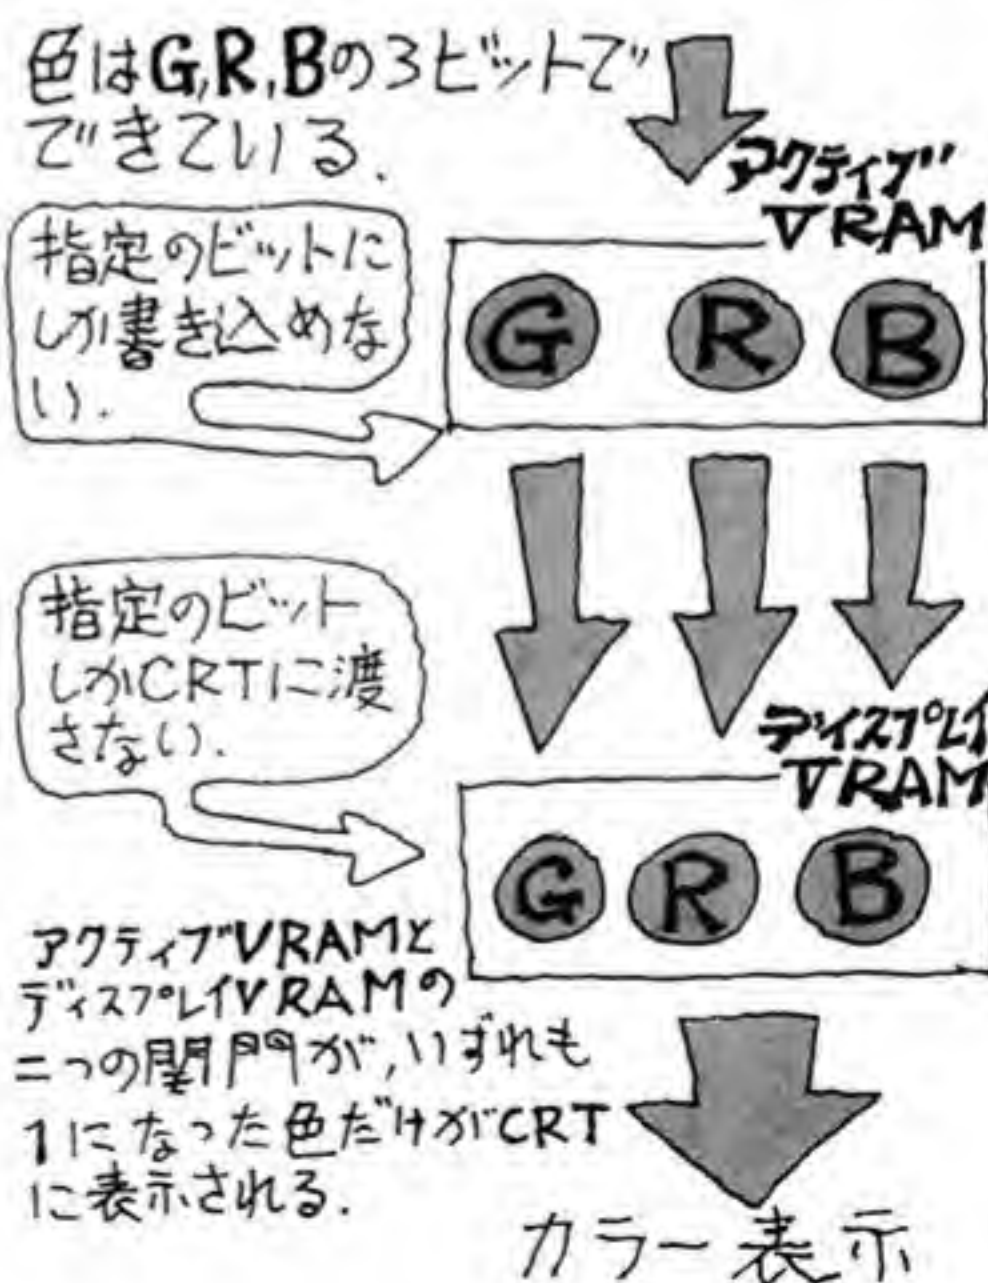 色はG,R,Bの3ビットで
できている.
アクティブ
VRAM
指定のビットに
しか書き込めな
い.
G R B
指定のビット
しかCRTに渡
さない.
ディスプレイ
VRAM
G R B
アクティブVRAMと
ディスプレイVRAMの
二つの関門が,いずれも
1になった色だけがCRT
に表示される.
カラー表示